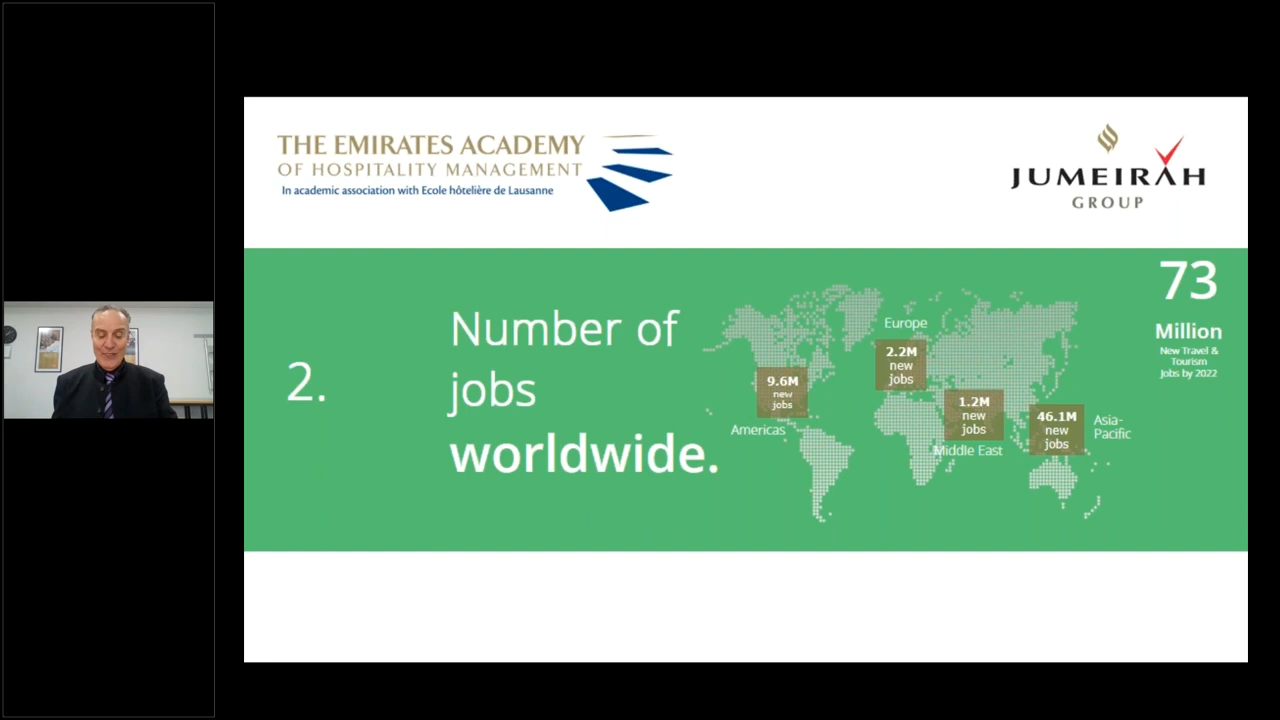 THE EMIRATES ACADEMY
OF HOSPITALITY MANAGEMENT
In academic association with Ecole hôtelière de Lausanne
JUMEIRAH
GROUP
2.
Number of
jobs
worldwide.
9.6M
new
jobs
Americas
Europe
2.2M
new
jobs
1.2M
new
jobs
Middle East
46.1M
new
jobs
Asia-
Pacific
73
Million
New Travel &
Tourism
Jobs by 2022